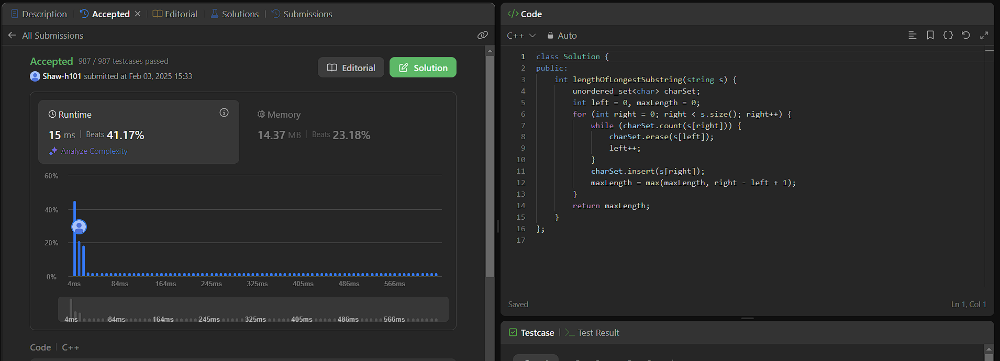 Description
Accepted
Editorial
Solutions
Submissions
All Submissions
Accepted 987 / 987 testcases passed
Shaw-h101 submitted at Feb 03, 2025 15:33
Editorial
Solution
Runtime
15 ms Beats 41.17%
Analyze Complexity
Memory
14.37 MB Beats 23.18%
60%
40%
20%
0%
4ms 84ms 164ms 245ms 325ms 405ms 486ms 566ms
4ms 84ms 164ms 245ms 325ms 405ms 486ms 566ms
Code C++
</> Code
C++ Auto
1 class Solution {
2 public:
3     int lengthOfLongestSubstring(string s) {
4         unordered_set<char> charSet;
5         int left = 0, maxLength = 0;
6         for (int right = 0; right < s.size(); right++) {
7             while (charSet.count(s[right])) {
8                 charSet.erase(s[left]);
9                 left++;
10             }
11             charSet.insert(s[right]);
12             maxLength = max(maxLength, right - left + 1);
13         }
14         return maxLength;
15     }
16 };
17
Saved
Ln 1, Col 1
Testcase
Test Result